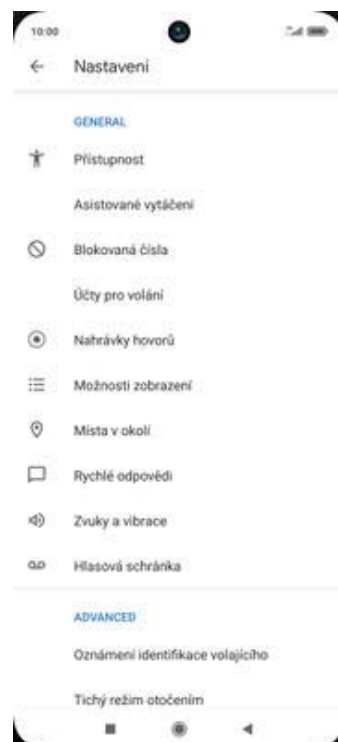 10:00
Nastavení
GENERAL
Přístupnost
Asistované vytáčení
Blokovaná čísla
Účty pro volání
Nahrávky hovorů
Možnosti zobrazení
Místa v okolí
Rychlé odpovědi
Zvuky a vibrace
Hlasová schránka
ADVANCED
Oznámení identifikace volajícího
Tichý režim otočením